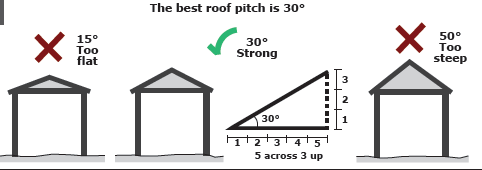 The best roof pitch is 30°
15°
Too
flat
30°
Strong
50°
Too
steep
3
2
1
30°
1 2 3 4 5
5 across 3 up